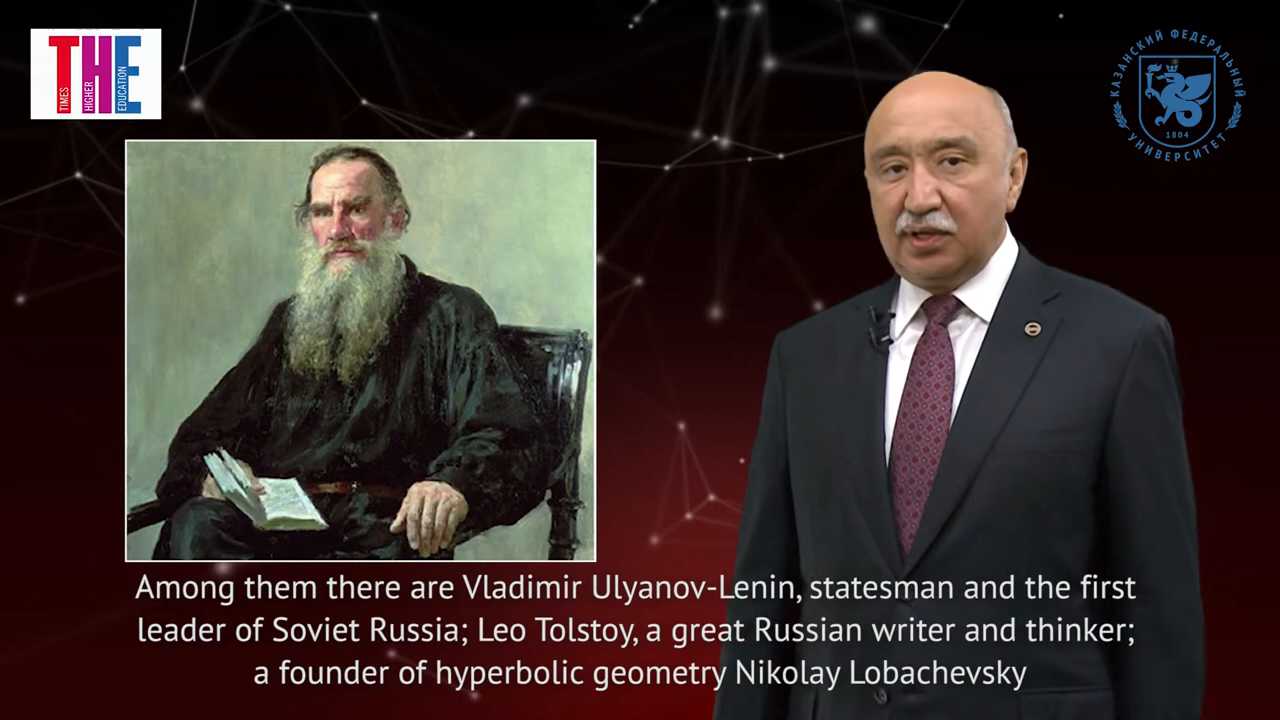 THE
TIMES
HIGHER
EDUCATION
КАЗАНСКИЙ ФЕДЕРАЛЬНЫЙ
УНИВЕРСИТЕТ
1804
Among them there are Vladimir Ulyanov-Lenin, statesman and the first
leader of Soviet Russia; Leo Tolstoy, a great Russian writer and thinker;
a founder of hyperbolic geometry Nikolay Lobachevsky